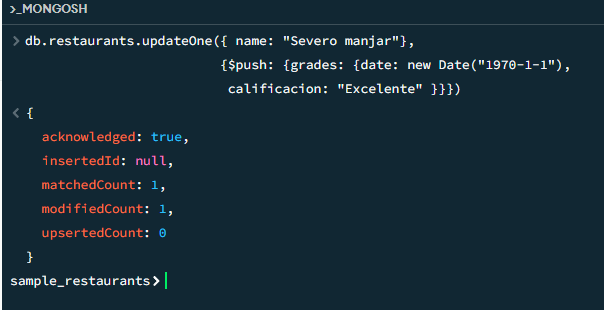 >_MONGOSH
> db.restaurants.updateOne({ name: "Severo manjar"},
{$push: {grades: {date: new Date("1970-1-1"),
calificacion: "Excelente" }}})
< {
acknowledged: true,
insertedId: null,
matchedCount: 1,
modifiedCount: 1,
upsertedCount: 0
}
sample_restaurants>